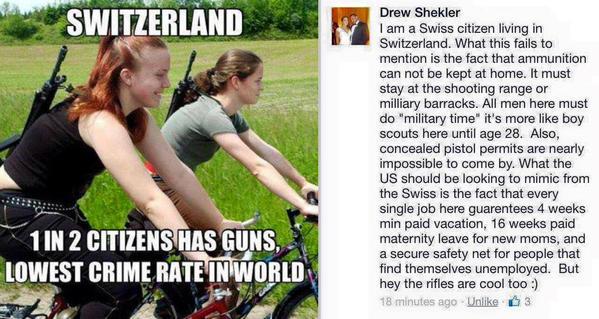 SWITZERLAND
1 IN 2 CITIZENS HAS GUNS,
LOWEST CRIME RATE IN WORLD
Drew Shekler
I am a Swiss citizen living in
Switzerland. What this fails to
mention is the fact that ammunition
can not be kept at home. It must
stay at the shooting range or
milliary barracks. All men here must
do "military time" it's more like boy
scouts here until age 28. Also,
concealed pistol permits are nearly
impossible to come by. What the
US should be looking to mimic from
the Swiss is the fact that every
single job here guarentees 4 weeks
min paid vacation, 16 weeks paid
maternity leave for new moms, and
a secure safety net for people that
find themselves unemployed. But
hey the rifles are cool too :)
18 minutes ago · Unlike · 3